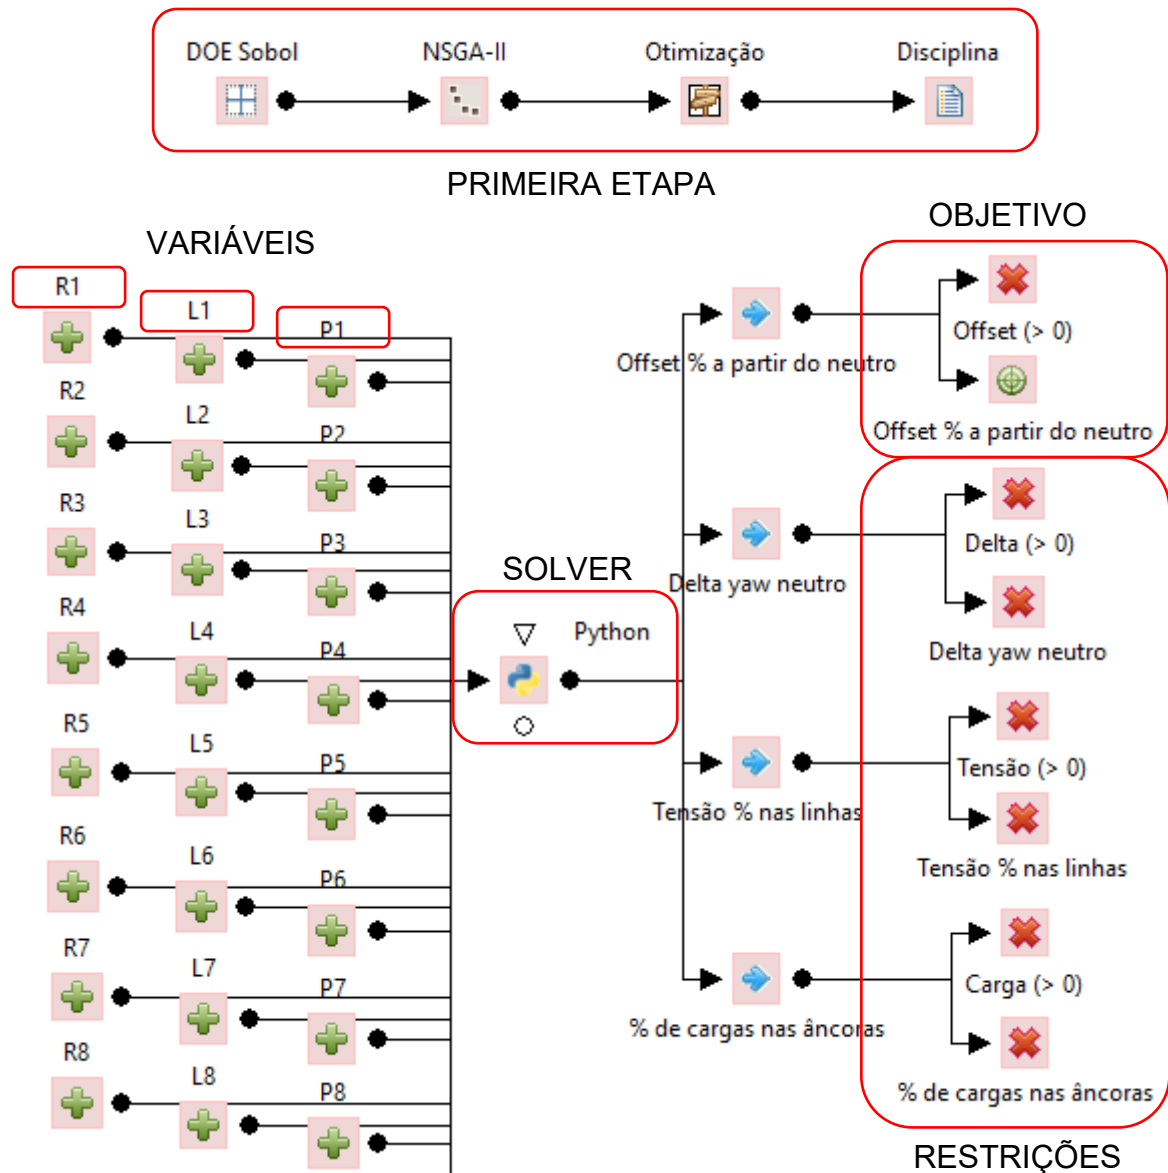 DOE Sobol
NSGA-II
Otimização
Disciplina
PRIMEIRA ETAPA
VARIÁVEIS
OBJETIVO
R1
L1
P1
R2
L2
P2
R3
L3
P3
R4
L4
P4
R5
L5
P5
R6
L6
P6
R7
L7
P7
R8
L8
P8
SOLVER
Python
Offset % a partir do neutro
Offset (> 0)
Offset % a partir do neutro
Delta yaw neutro
Delta (> 0)
Delta yaw neutro
Tensão % nas linhas
Tensão (> 0)
Tensão % nas linhas
% de cargas nas âncoras
Carga (> 0)
% de cargas nas âncoras
RESTRIÇÕES